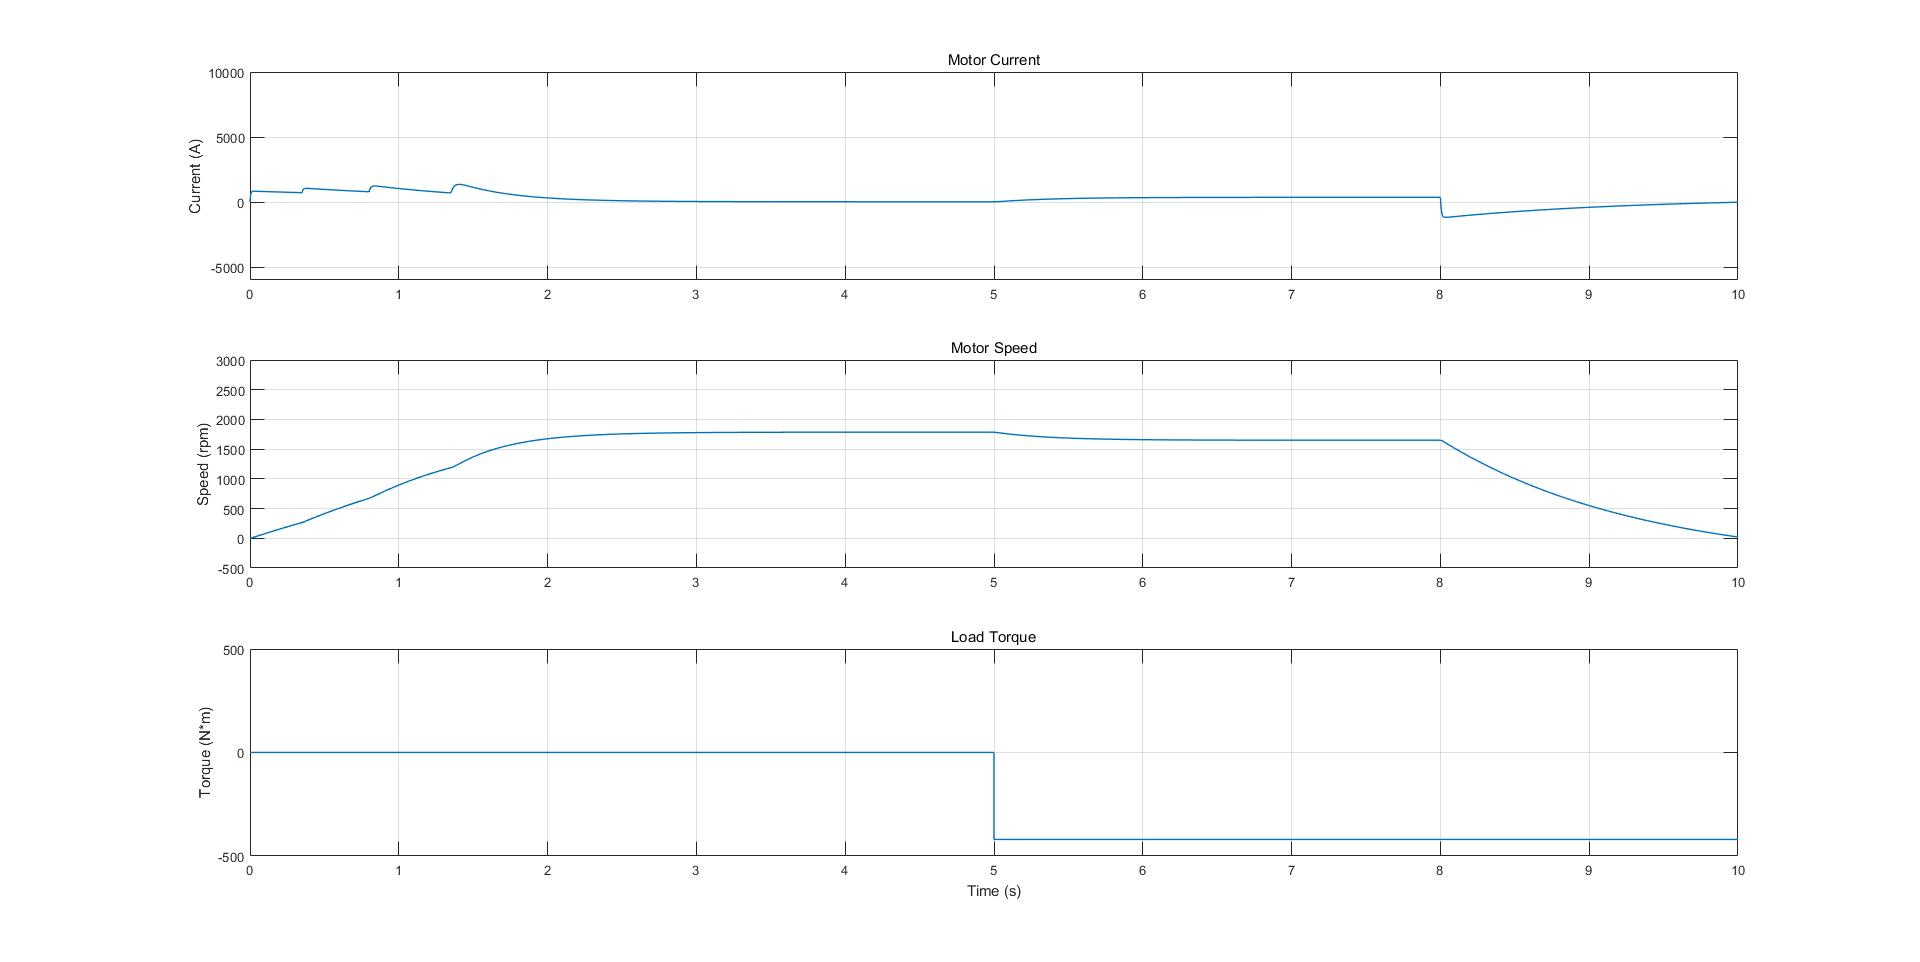 Motor Current
10000
5000
0
-5000
Current (A)
0 1 2 3 4 5 6 7 8 9 10
Motor Speed
3000
2500
2000
1500
1000
500
0
-500
Speed (rpm)
0 1 2 3 4 5 6 7 8 9 10
Load Torque
500
0
-500
Torque (N*m)
0 1 2 3 4 5 6 7 8 9 10
Time (s)